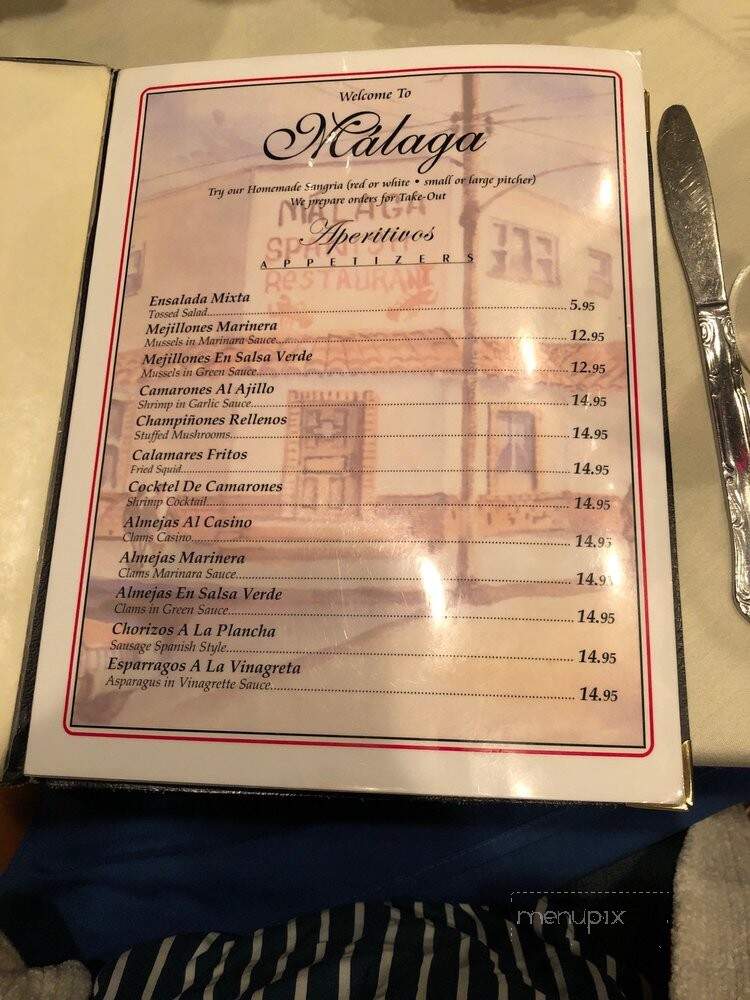 Welcome To
Málaga
Try our Homemade Sangria (red or white • small or large pitcher)
We prepare orders for Take-Out
MALAGA
SPANISH
RESTAURANT
Aperitivos
APPETIZERS
Ensalada Mixta
Tossed Salad 5.95
Mejillones Marinera
Mussels in Marinara Sauce 12.95
Mejillones En Salsa Verde
Mussels in Green Sauce 12.95
Camarones Al Ajillo
Shrimp in Garlic Sauce 14.95
Champiñones Rellenos
Stuffed Mushrooms 14.95
Calamares Fritos
Fried Squid 14.95
Cocktel De Camarones
Shrimp Cocktail 14.95
Almejas Al Casino
Clams Casino 14.95
Almejas Marinera
Clams Marinara Sauce 14.95
Almejas En Salsa Verde
Clams in Green Sauce 14.95
Chorizos A La Plancha
Sausage Spanish Style 14.95
Esparragos A La Vinagreta
Asparagus in Vinagrette Sauce 14.95
menupix